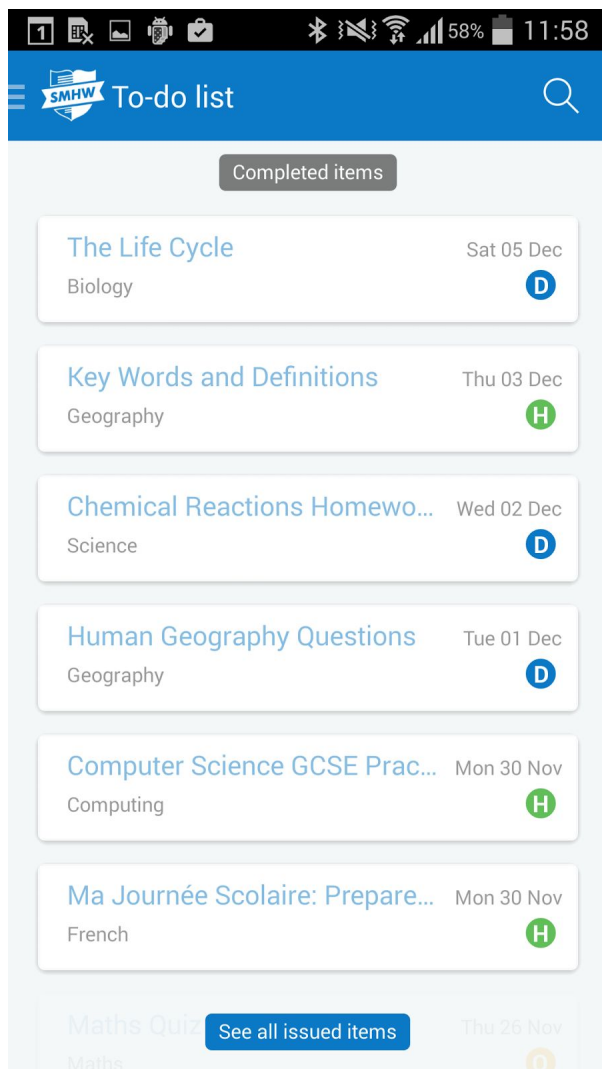 1 58% 11:58
SMHW To-do list
Completed items
The Life Cycle Sat 05 Dec
Biology D
Key Words and Definitions Thu 03 Dec
Geography H
Chemical Reactions Homewo... Wed 02 Dec
Science D
Human Geography Questions Tue 01 Dec
Geography D
Computer Science GCSE Prac... Mon 30 Nov
Computing H
Ma Journée Scolaire: Prepare... Mon 30 Nov
French H
Maths Quiz Thu 26 Nov
See all issued items
Maths Q